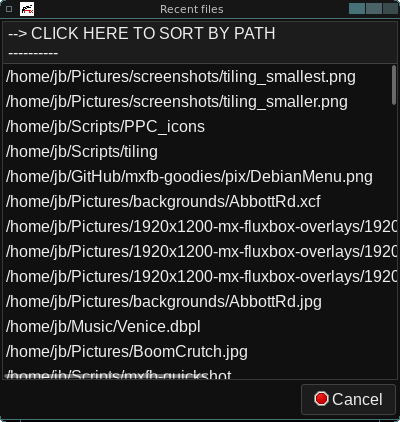 Recent files
--> CLICK HERE TO SORT BY PATH
----------
/home/jb/Pictures/screenshots/tiling_smallest.png
/home/jb/Pictures/screenshots/tiling_smaller.png
/home/jb/Scripts/PPC_icons
/home/jb/Scripts/tiling
/home/jb/GitHub/mxfb-goodies/pix/DebianMenu.png
/home/jb/Pictures/backgrounds/AbbottRd.xcf
/home/jb/Pictures/1920x1200-mx-fluxbox-overlays/1920
/home/jb/Pictures/1920x1200-mx-fluxbox-overlays/1920
/home/jb/Pictures/1920x1200-mx-fluxbox-overlays/1920
/home/jb/Pictures/backgrounds/AbbottRd.jpg
/home/jb/Music/Venice.dbpl
/home/jb/Pictures/BoomCrutch.jpg
/home/jb/Scripts/mxfb-quickshot
Cancel